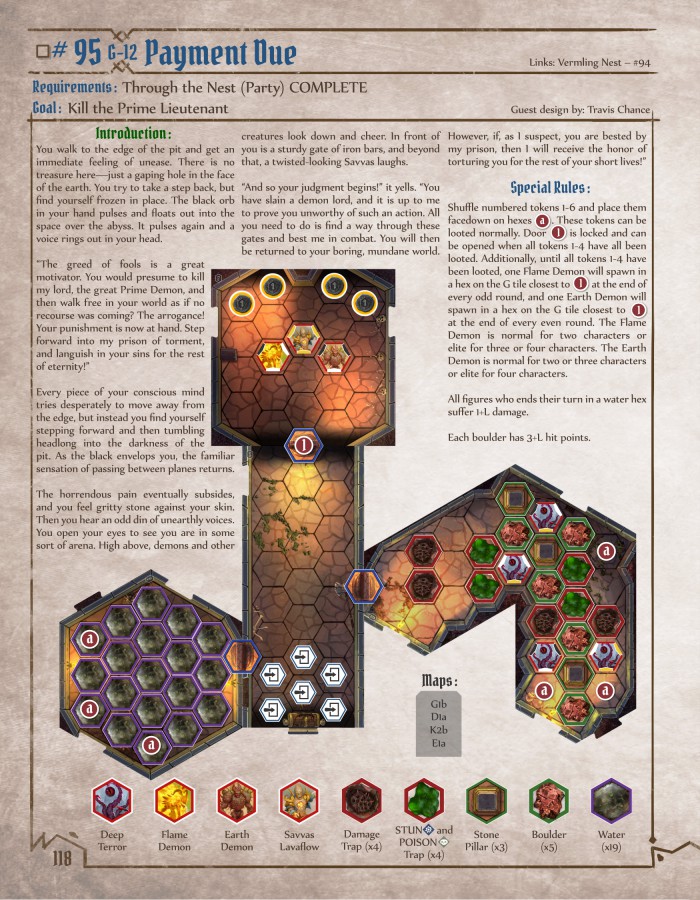 □# 95 G-12 Payment Due
Links: Vermling Nest – #94
Requirements: Through the Nest (Party) COMPLETE
Goal: Kill the Prime Lieutenant
Guest design by: Travis Chance
Introduction:
You walk to the edge of the pit and get an
immediate feeling of unease. There is no
treasure here—just a gaping hole in the face
of the earth. You try to take a step back, but
find yourself frozen in place. The black orb
in your hand pulses and floats out into the
space over the abyss. It pulses again and a
voice rings out in your head.
"The greed of fools is a great
motivator. You would presume to kill
my lord, the great Prime Demon, and
then walk free in your world as if no
recourse was coming? The arrogance!
Your punishment is now at hand. Step
forward into my prison of torment,
and languish in your sins for the rest
of eternity!"
Every piece of your conscious mind
tries desperately to move away from
the edge, but instead you find yourself
stepping forward and then tumbling
headlong into the darkness of the
pit. As the black envelops you, the familiar
sensation of passing between planes returns.
The horrendous pain eventually subsides,
and you feel gritty stone against your skin.
Then you hear an odd din of unearthly voices.
You open your eyes to see you are in some
sort of arena. High above, demons and other
creatures look down and cheer. In front of
you is a sturdy gate of iron bars, and beyond
that, a twisted-looking Savvas laughs.
"And so your judgment begins!" it yells. "You
have slain a demon lord, and it is up to me
to prove you unworthy of such an action. All
you need to do is find a way through these
gates and best me in combat. You will then
be returned to your boring, mundane world.
However, if, as I suspect, you are bested by
my prison, then I will receive the honor of
torturing you for the rest of your short lives!"
Special Rules:
Shuffle numbered tokens 1-6 and place them
facedown on hexes a. These tokens can be
looted normally. Door 1 is locked and can
be opened when all tokens 1-4 have all been
looted. Additionally, until all tokens 1-4 have
been looted, one Flame Demon will spawn in
a hex on the G tile closest to 1 at the end of
every odd round, and one Earth Demon will
spawn in a hex on the G tile closest to 1
at the end of every even round. The Flame
Demon is normal for two characters or
elite for three or four characters. The Earth
Demon is normal for two or three characters
or elite for four characters.
All figures who ends their turn in a water hex
suffer 1+L damage.
Each boulder has 3+L hit points.
1
a
a
a
a
a
a
Maps:
G1b
D1a
K2b
E1a
Deep
Terror
Flame
Demon
Earth
Demon
Savvas
Lavaflow
Damage
Trap (x4)
STUN and
POISON
Trap (x4)
Stone
Pillar (x3)
Boulder
(x5)
Water
(x19)
118